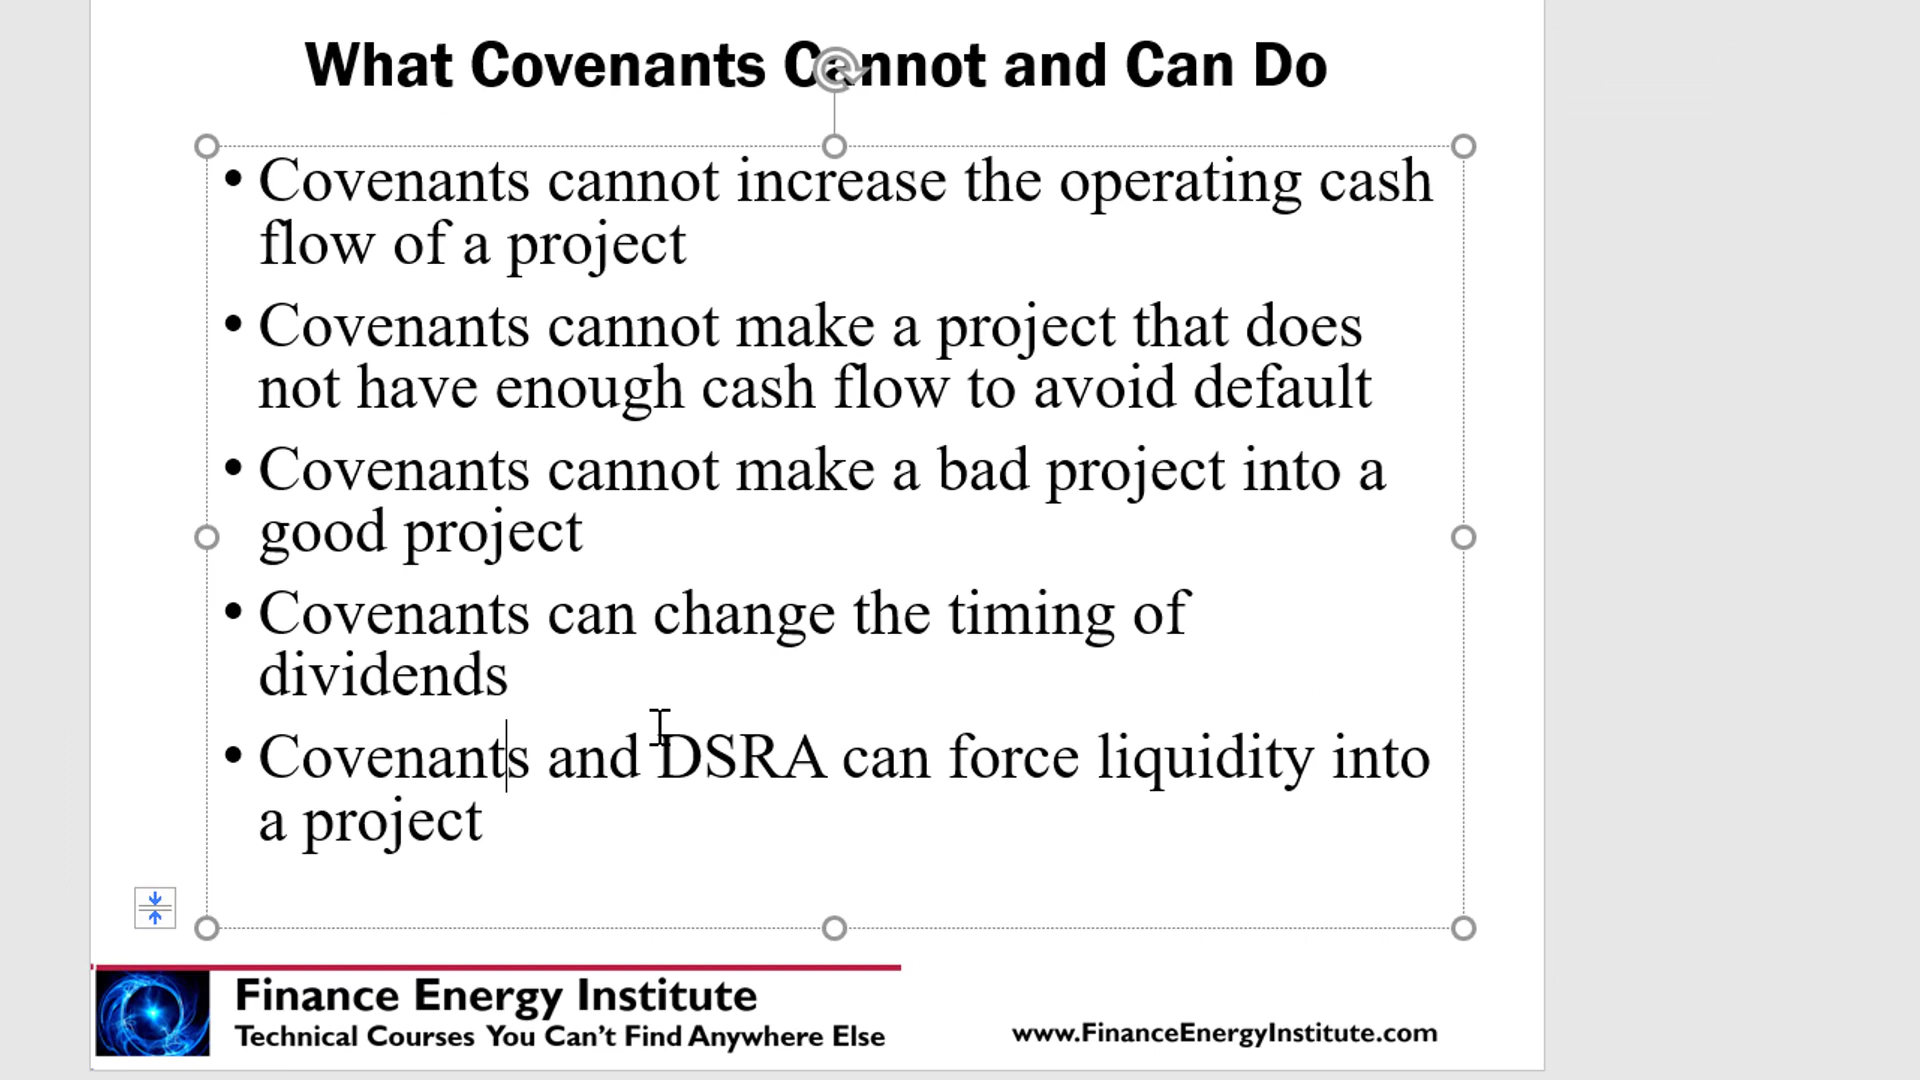 What Covenants Cannot and Can Do
• Covenants cannot increase the operating cash
flow of a project
• Covenants cannot make a project that does
not have enough cash flow to avoid default
• Covenants cannot make a bad project into a
good project
• Covenants can change the timing of
dividends
• Covenants and DSRA can force liquidity into
a project
Finance Energy Institute
Technical Courses You Can’t Find Anywhere Else
www.FinanceEnergyInstitute.com